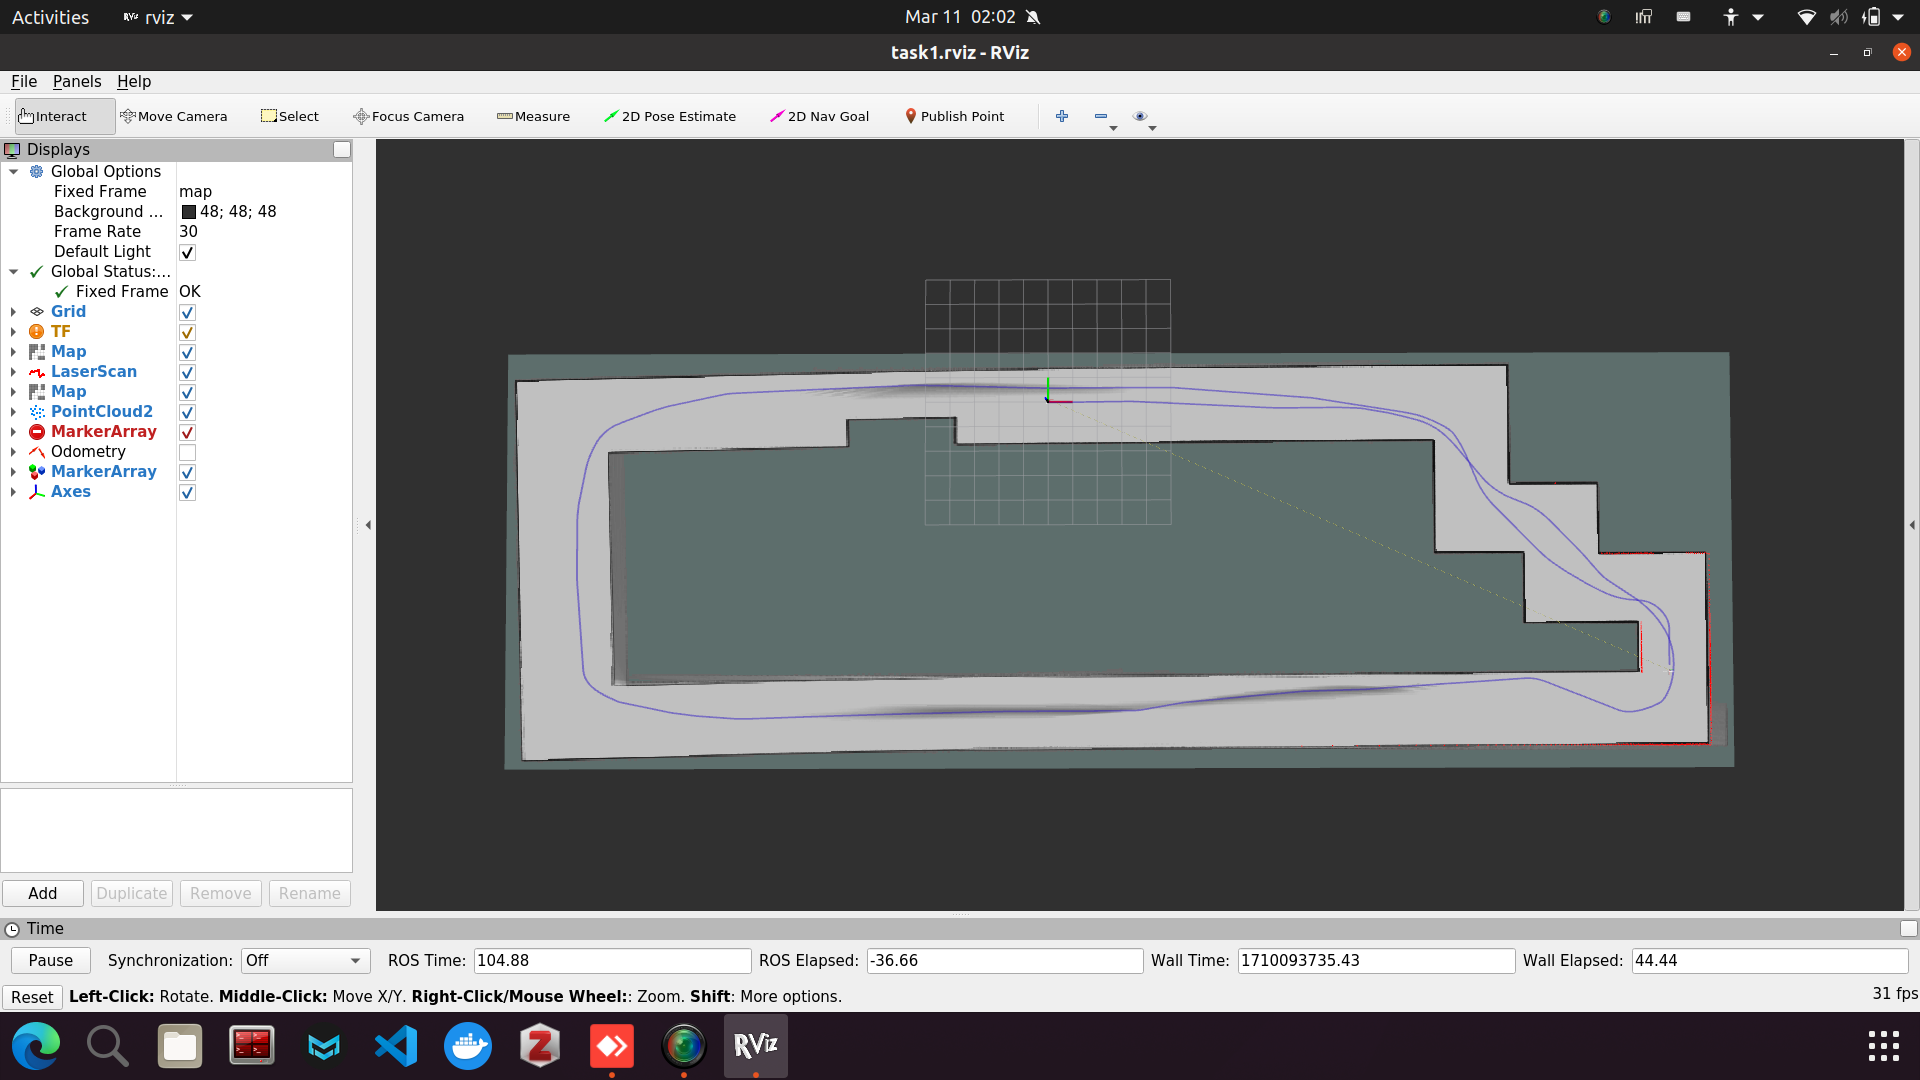 Activities RViz rviz Mar 11 02:02
task1.rviz - RViz
File Panels Help
Interact Move Camera Select Focus Camera Measure 2D Pose Estimate 2D Nav Goal Publish Point
Displays
Global Options
Fixed Frame map
Background ... 48; 48; 48
Frame Rate 30
Default Light
Global Status:...
Fixed Frame OK
Grid
TF
Map
LaserScan
Map
PointCloud2
MarkerArray
Odometry
MarkerArray
Axes
Add Duplicate Remove Rename
Time
Pause Synchronization: Off ROS Time: 104.88 ROS Elapsed: -36.66 Wall Time: 1710093735.43 Wall Elapsed: 44.44
Reset Left-Click: Rotate. Middle-Click: Move X/Y. Right-Click/Mouse Wheel:: Zoom. Shift: More options. 31 fps
RViz